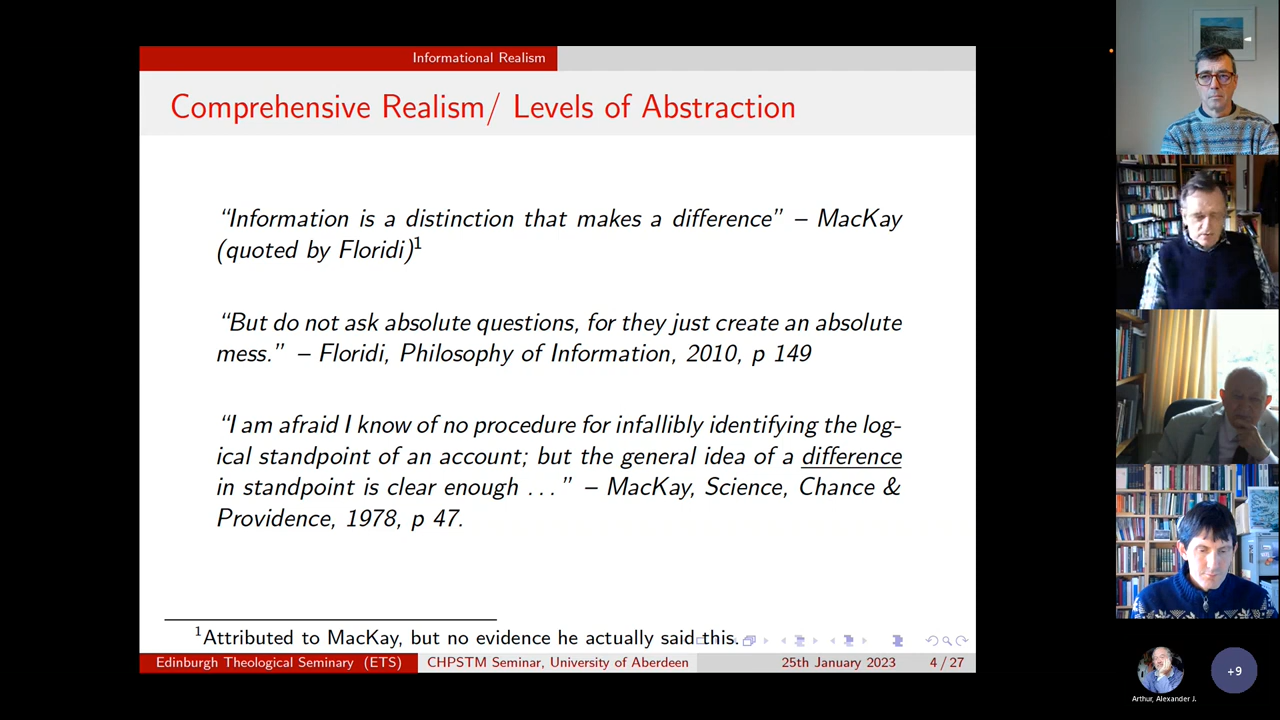 Informational Realism
Comprehensive Realism/ Levels of Abstraction
“Information is a distinction that makes a difference” – MacKay
(quoted by Floridi)¹
“But do not ask absolute questions, for they just create an absolute
mess.” – Floridi, Philosophy of Information, 2010, p 149
“I am afraid I know of no procedure for infallibly identifying the log-
ical standpoint of an account; but the general idea of a difference
in standpoint is clear enough ...” – MacKay, Science, Chance &
Providence, 1978, p 47.
¹Attributed to MacKay, but no evidence he actually said this.
Edinburgh Theological Seminary (ETS) CHPSTM Seminar, University of Aberdeen 25th January 2023 4 / 27
+9
Arthur, Alexander J.